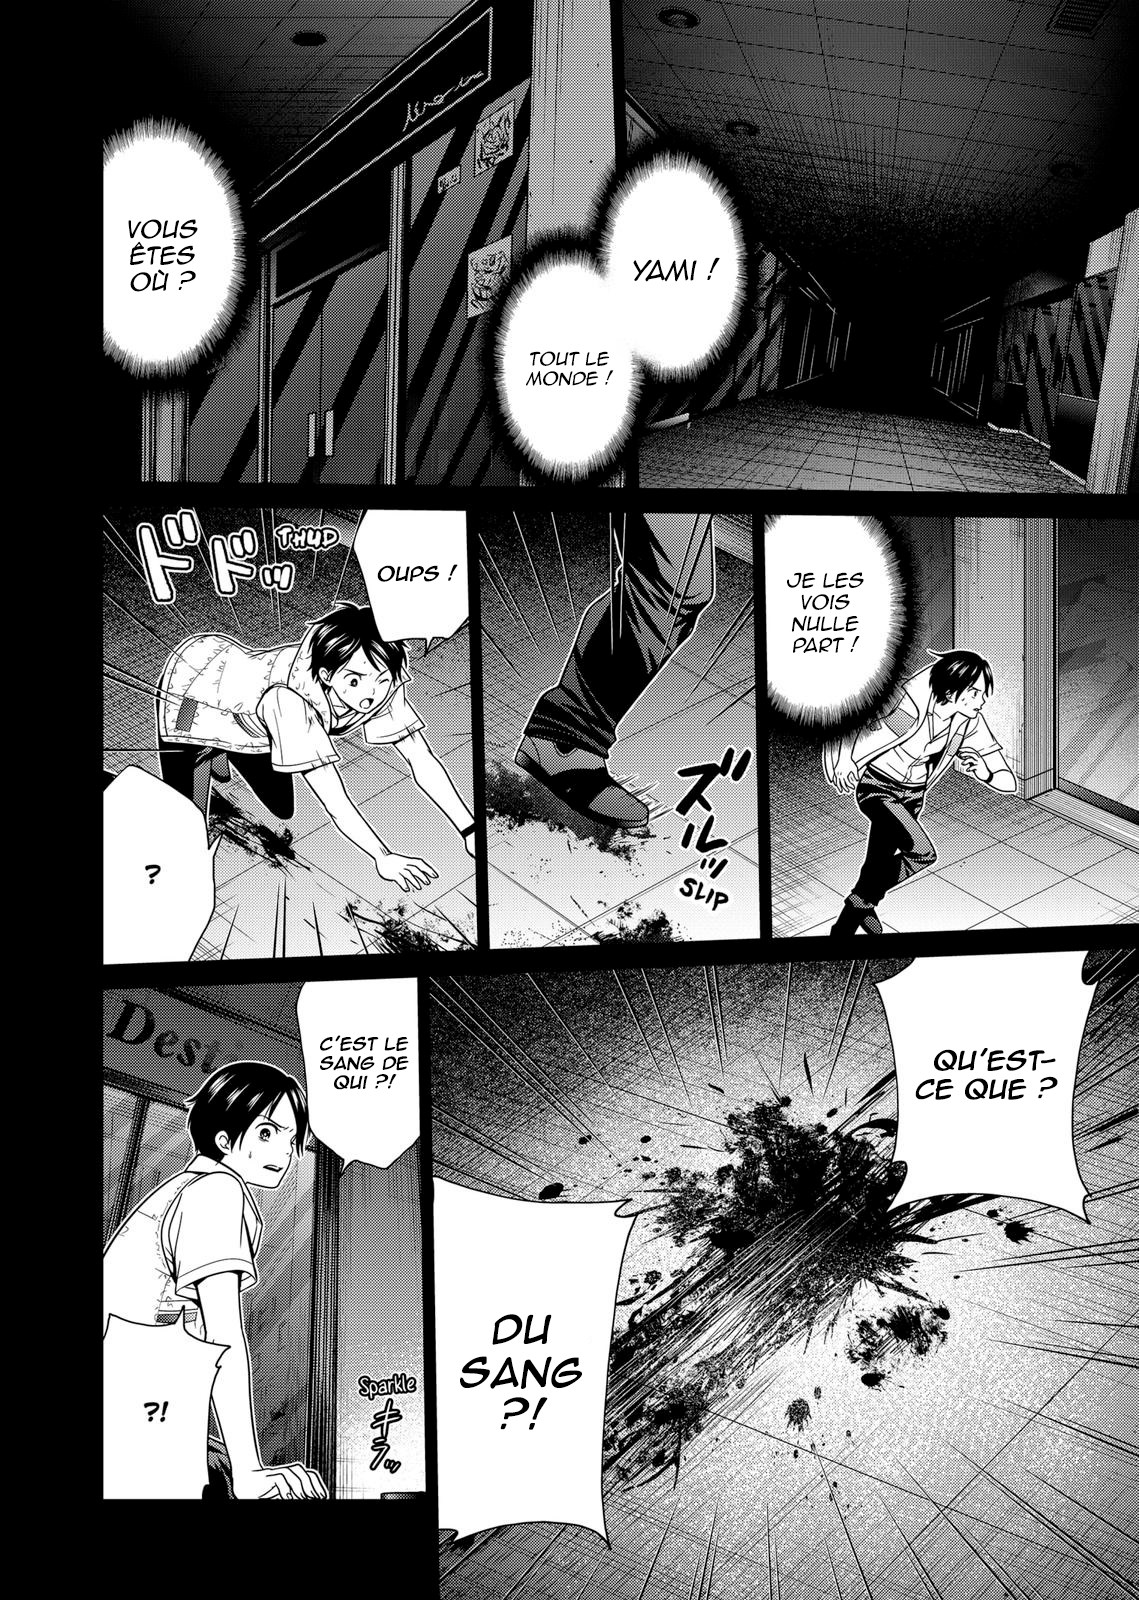 YAMI !
TOUT LE
MONDE !
VOUS
ÊTES
OÙ ?
JE LES
VOIS
NULLE
PART !
ズルッ
SLIP
OUPS !
ドドッ
THUD
?
QU'EST-
CE QUE ?
DU
SANG
?!
C'EST LE
SANG DE
QUI ?!
Dest
Sparkle
キラッ
?!